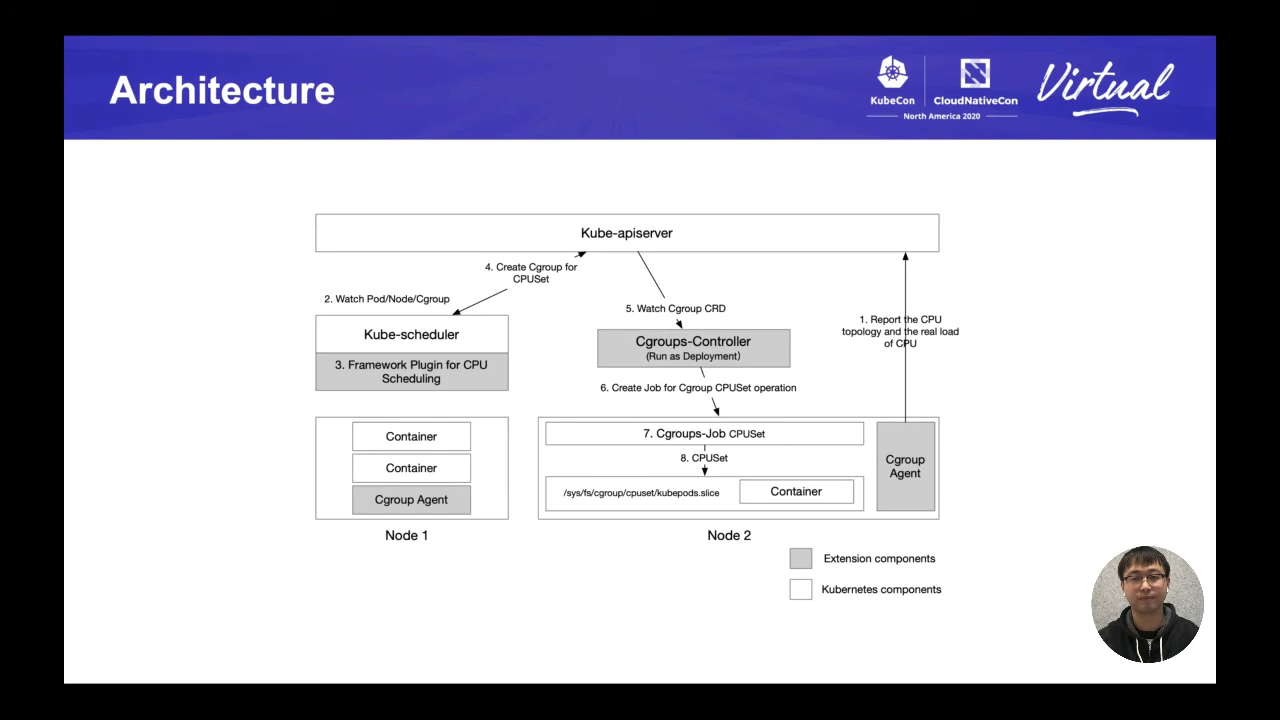 Architecture
KubeCon
CloudNativeCon
North America 2020
Virtual
Kube-apiserver
4. Create Cgroup for
CPUSet
2. Watch Pod/Node/Cgroup
5. Watch Cgroup CRD
1. Report the CPU
topology and the real load
of CPU
Kube-scheduler
3. Framework Plugin for CPU
Scheduling
Cgroups-Controller
(Run as Deployment)
6. Create Job for Cgroup CPUSet operation
Container
Container
Cgroup Agent
Node 1
7. Cgroups-Job CPUSet
8. CPUSet
/sys/fs/cgroup/cpuset/kubepods.slice
Container
Cgroup
Agent
Node 2
Extension components
Kubernetes components